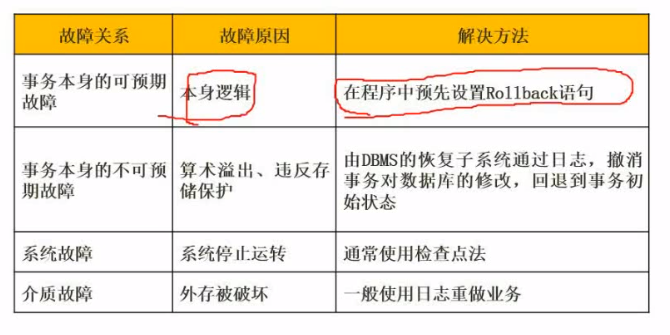 故障关系 故障原因 解决方法
事务本身的可预期 本身逻辑 在程序中预先设置Rollback语句
故障
事务本身的不可预 算术溢出、违反存 由DBMS的恢复子系统通过日志，撤消
期故障 储保护 事务对数据库的修改，回退到事务初
始状态
系统故障 系统停止运转 通常使用检查点法
介质故障 外存被破坏 一般使用日志重做业务